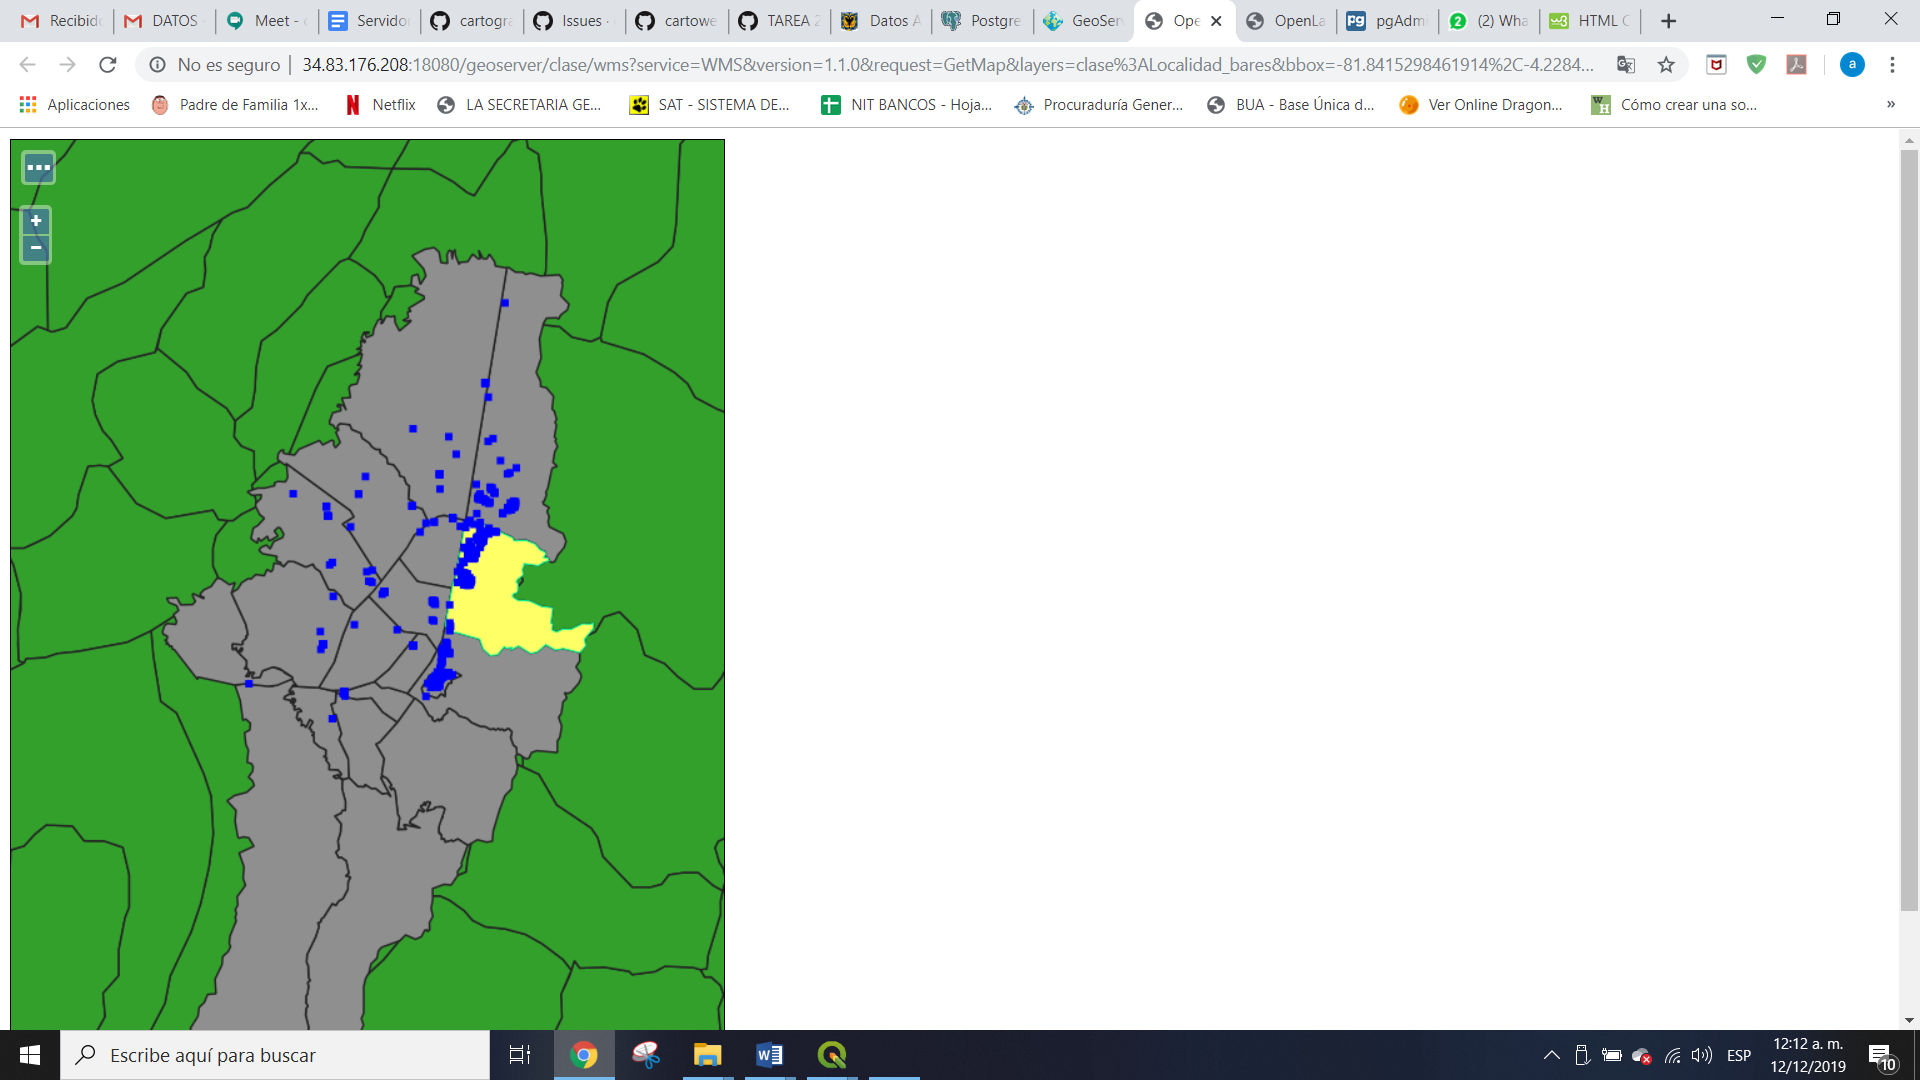 Recibid
DATOS
Meet - 
Servidor
cartogra
Issues ·
cartowe
TAREA 2
Datos A
Postgre
GeoServ
Ope
OpenLa
pgAdm
(2) Wha
HTML C
No es seguro | 34.83.176.208:18080/geoserver/clase/wms?service=WMS&version=1.1.0&request=GetMap&layers=clase%3ALocalidad_bares&bbox=-81.8415298461914%2C-4.2284...
a
Aplicaciones
Padre de Familia 1x...
Netflix
LA SECRETARIA GE...
SAT - SISTEMA DE...
NIT BANCOS - Hoja...
Procuraduría Gener...
BUA - Base Única d...
Ver Online Dragon...
Cómo crear una so...
»
...
+
−
Escribe aquí para buscar
ESP
12:12 a. m.
12/12/2019
10